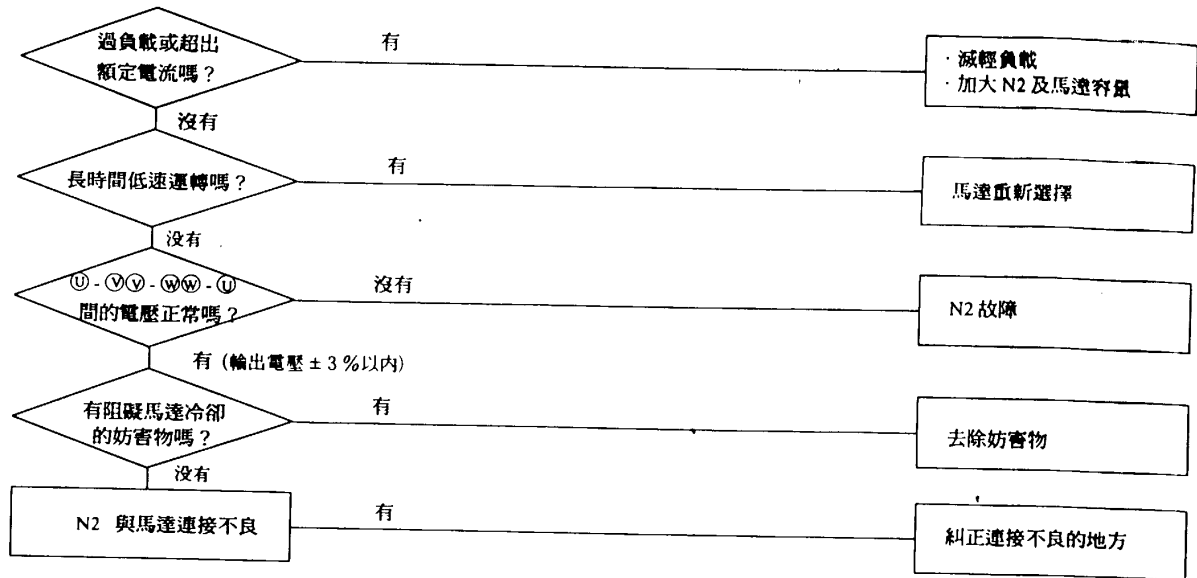 過負載或超出
額定電流嗎？
有
· 減輕負載
· 加大 N2 及馬達容量
沒有
長時間低速運轉嗎？
有
馬達重新選擇
没有
Ⓤ - ⓋⓋ - ⓌⓌ - Ⓤ
間的電壓正常嗎？
沒有
N2 故障
有 (輸出電壓 ± 3 %以内)
有阻礙馬達冷卻
的妨害物嗎？
有
去除妨害物
没有
N2 與馬達連接不良
有
糾正連接不良的地方